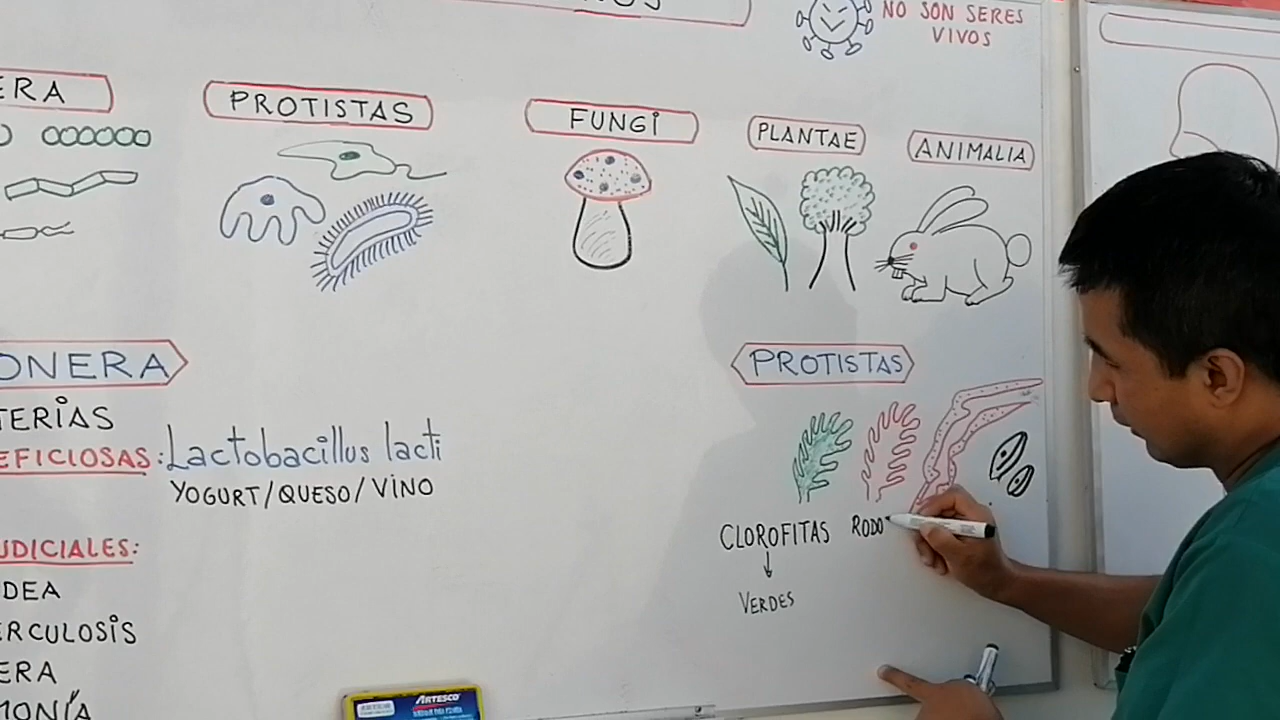 NO SON SERES
VIVOS
ERA
PROTISTAS
FUNGI
PLANTAE
ANIMALIA
ONERA
TERIAS
EFICIOSAS: Lactobacillus lacti
YOGURT/QUESO/VINO
UDICIALES:
DEA
ERCULOSIS
ERA
MONÍA
PROTISTAS
CLOROFITAS RODO
VERDES
ARTESCO